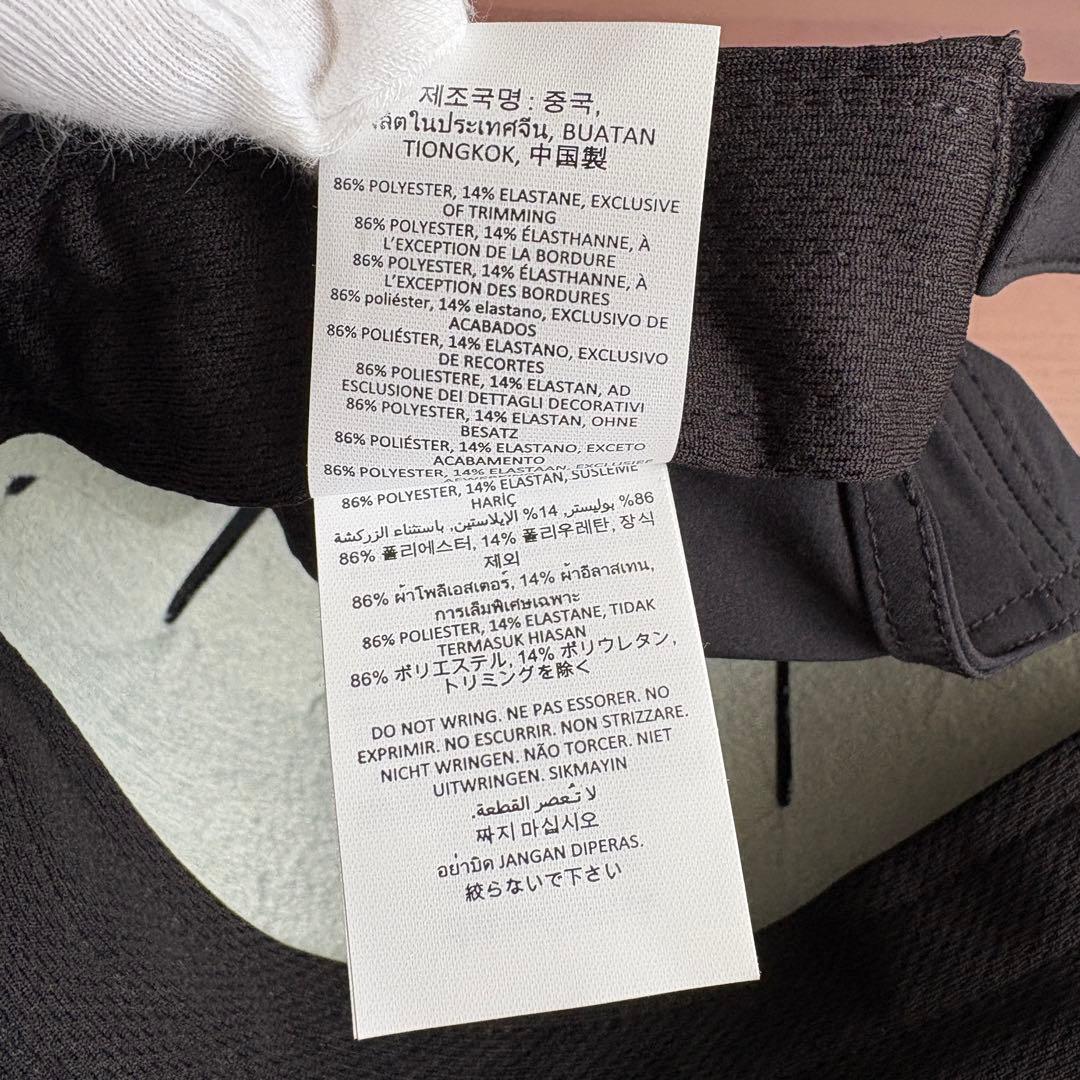 제조국명 : 중국,
ผลิตในประเทศจีน, BUATAN
TIONGKOK, 中国製
86% POLYESTER, 14% ELASTANE, EXCLUSIVE
OF TRIMMING
86% POLYESTER, 14% ÉLASTHANNE, À
L'EXCEPTION DE LA BORDURE
86% POLYESTER, 14% ÉLASTHANNE, À
L'EXCEPTION DES BORDURES
86% poliéster, 14% elastano, EXCLUSIVO DE
ACABADOS
86% POLIÉSTER, 14% ELASTANO, EXCLUSIVO
DE RECORTES
86% POLIESTERE, 14% ELASTAN, AD
ESCLUSIONE DEI DETTAGLI DECORATIVI
86% POLYESTER, 14% ELASTAN, OHNE
BESATZ
86% POLIÉSTER, 14% ELASTANO, EXCETO
ACABAMENTO
86% POLYESTER, 14% ELASTAAN,
86% POLYESTER, 14% ELASTAN, SÜSLEME
HARİÇ
86% بوليستر, 14% الإيلاستين, باستثناء الزركشة
86% 폴리에스터, 14% 폴리우레탄, 장식
제외
86% ผ้าโพลีเอสเตอร์, 14% ผ้าอีลาสเทน,
การเล็มพิเศษเฉพาะ
86% POLIESTER, 14% ELASTANE, TIDAK
TERMASUK HIASAN
86% ポリエステル, 14% ポリウレタン,
トリミングを除く
DO NOT WRING. NE PAS ESSORER. NO
EXPRIMIR. NO ESCURRIR. NON STRIZZARE.
NICHT WRINGEN. NÃO TORCER. NIET
UITWRINGEN. SIKMAYIN
لا تُعصر القطعة.
짜지 마십시오
อย่าบิด JANGAN DIPERAS.
絞らないで下さい